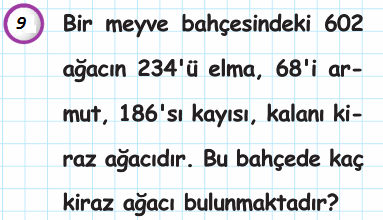 9 Bir meyve bahçesindeki 602
ağacın 234'ü elma, 68'i ar-
mut, 186'sı kayısı, kalanı ki-
raz ağacıdır. Bu bahçede kaç
kiraz ağacı bulunmaktadır?